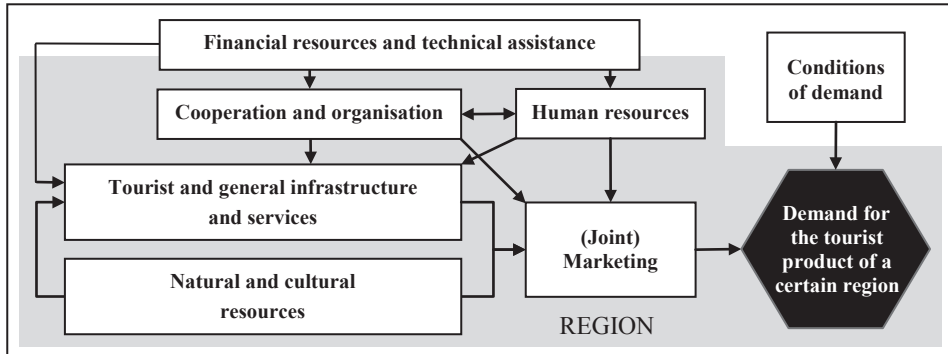 Financial resources and technical assistance
Conditions
of demand
Cooperation and organisation
Human resources
Tourist and general infrastructure
and services
(Joint)
Marketing
Demand for
the tourist
product of a
certain region
Natural and cultural
resources
REGION